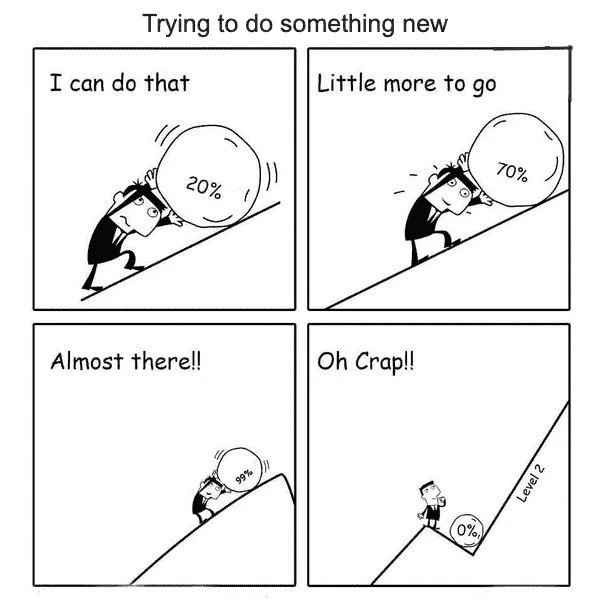 Trying to do something new
I can do that
20%
Little more to go
70%
Almost there!!
99%
Oh Crap!!
0%
Level 2